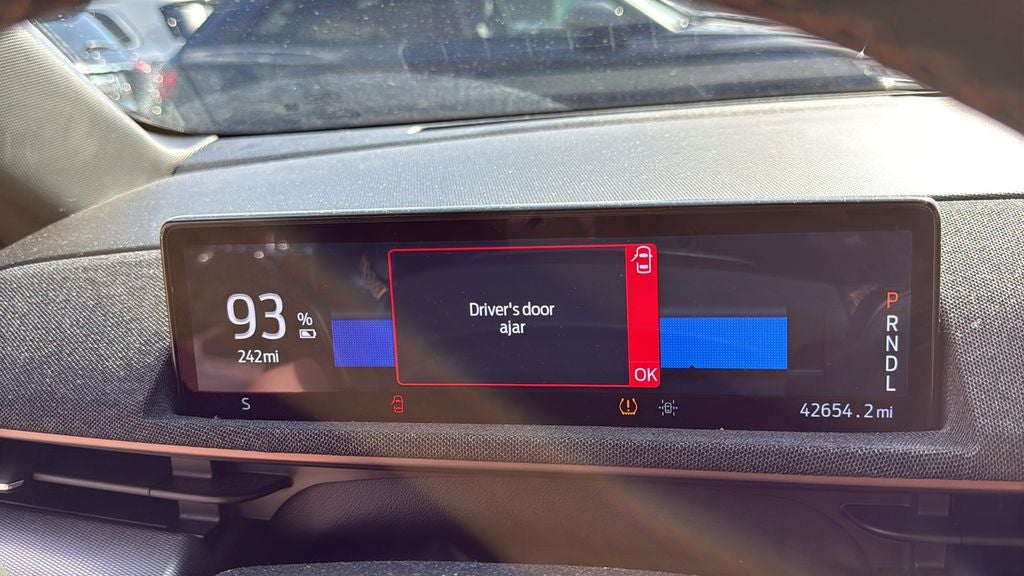 93 %
242mi
Driver's door
ajar
OK
P
R
N
D
L
S
42654.2 mi